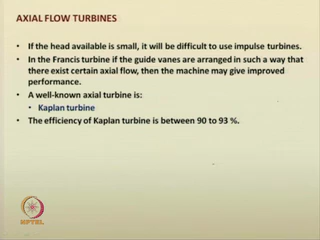 AXIAL FLOW TURBINES
• If the head available is small, it will be difficult to use impulse turbines.
• In the Francis turbine if the guide vanes are arranged in such a way that
there exist certain axial flow, then the machine may give improved
performance.
• A well-known axial turbine is:
• Kaplan turbine
• The efficiency of Kaplan turbine is between 90 to 93 %.
NPTEL